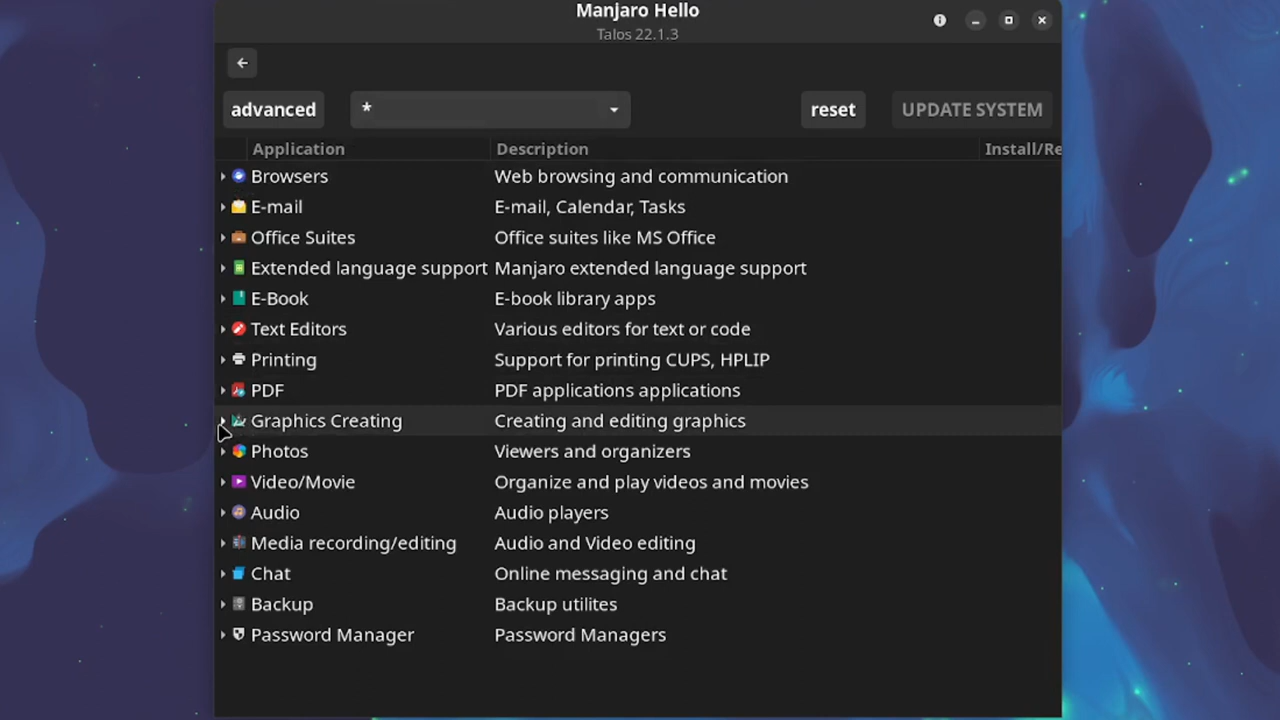 Manjaro Hello
Talos 22.1.3
advanced * reset UPDATE SYSTEM
Application Description Install/Re
Browsers Web browsing and communication
E-mail E-mail, Calendar, Tasks
Office Suites Office suites like MS Office
Extended language support Manjaro extended language support
E-Book E-book library apps
Text Editors Various editors for text or code
Printing Support for printing CUPS, HPLIP
PDF PDF applications applications
Graphics Creating Creating and editing graphics
Photos Viewers and organizers
Video/Movie Organize and play videos and movies
Audio Audio players
Media recording/editing Audio and Video editing
Chat Online messaging and chat
Backup Backup utilites
Password Manager Password Managers